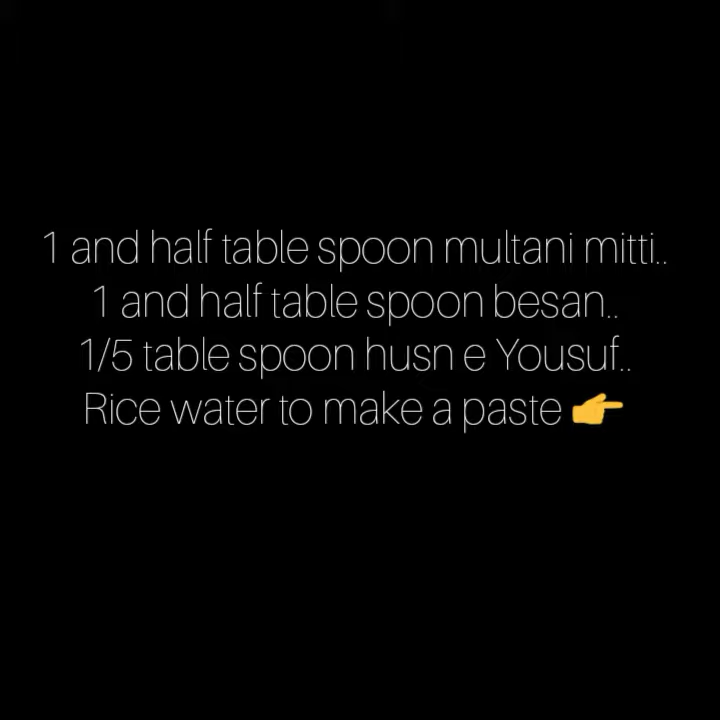 1 and half table spoon multani mitti..
1 and half table spoon besan..
1/5 table spoon husn e Yousuf..
Rice water to make a paste 👉